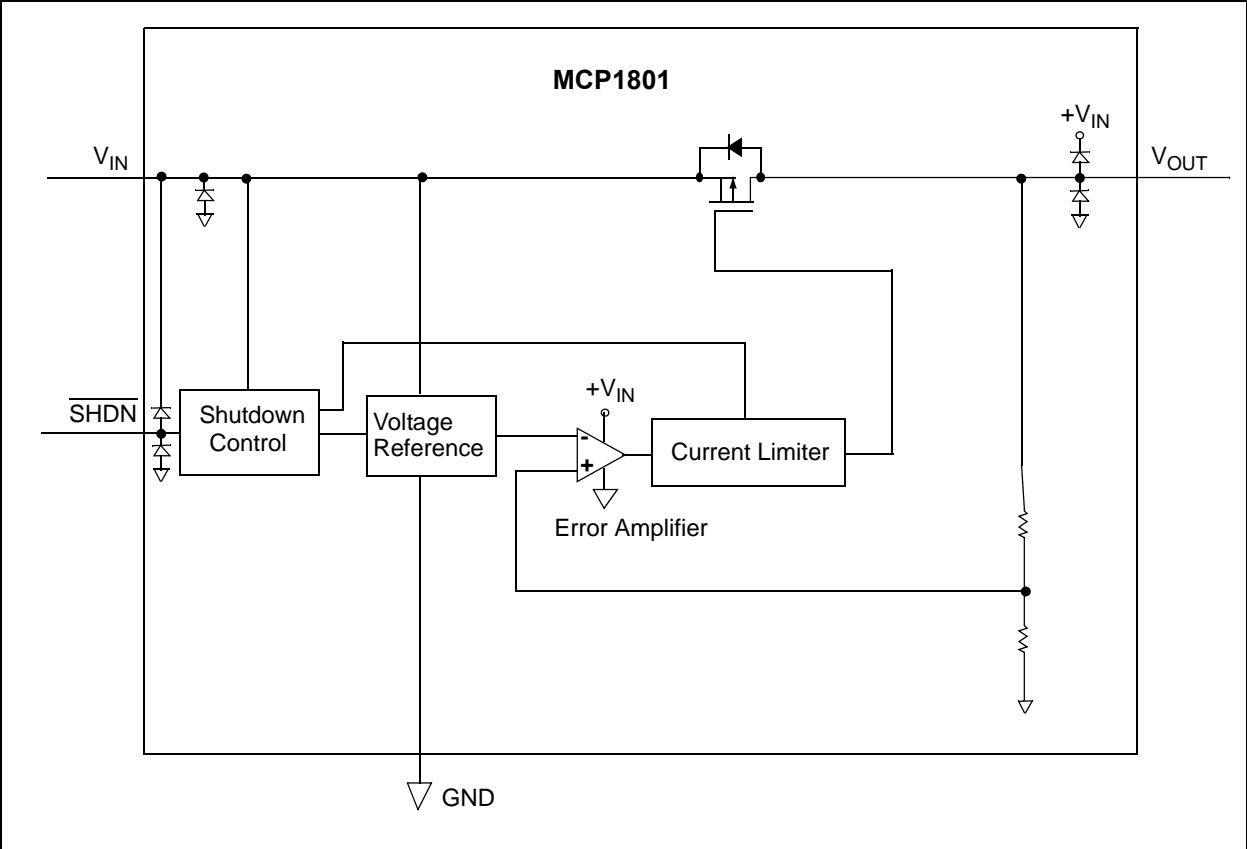 MCP1801
+VIN
VIN
VOUT
SHDN
Shutdown
Control
Voltage
Reference
+VIN
-
+
Current Limiter
Error Amplifier
GND